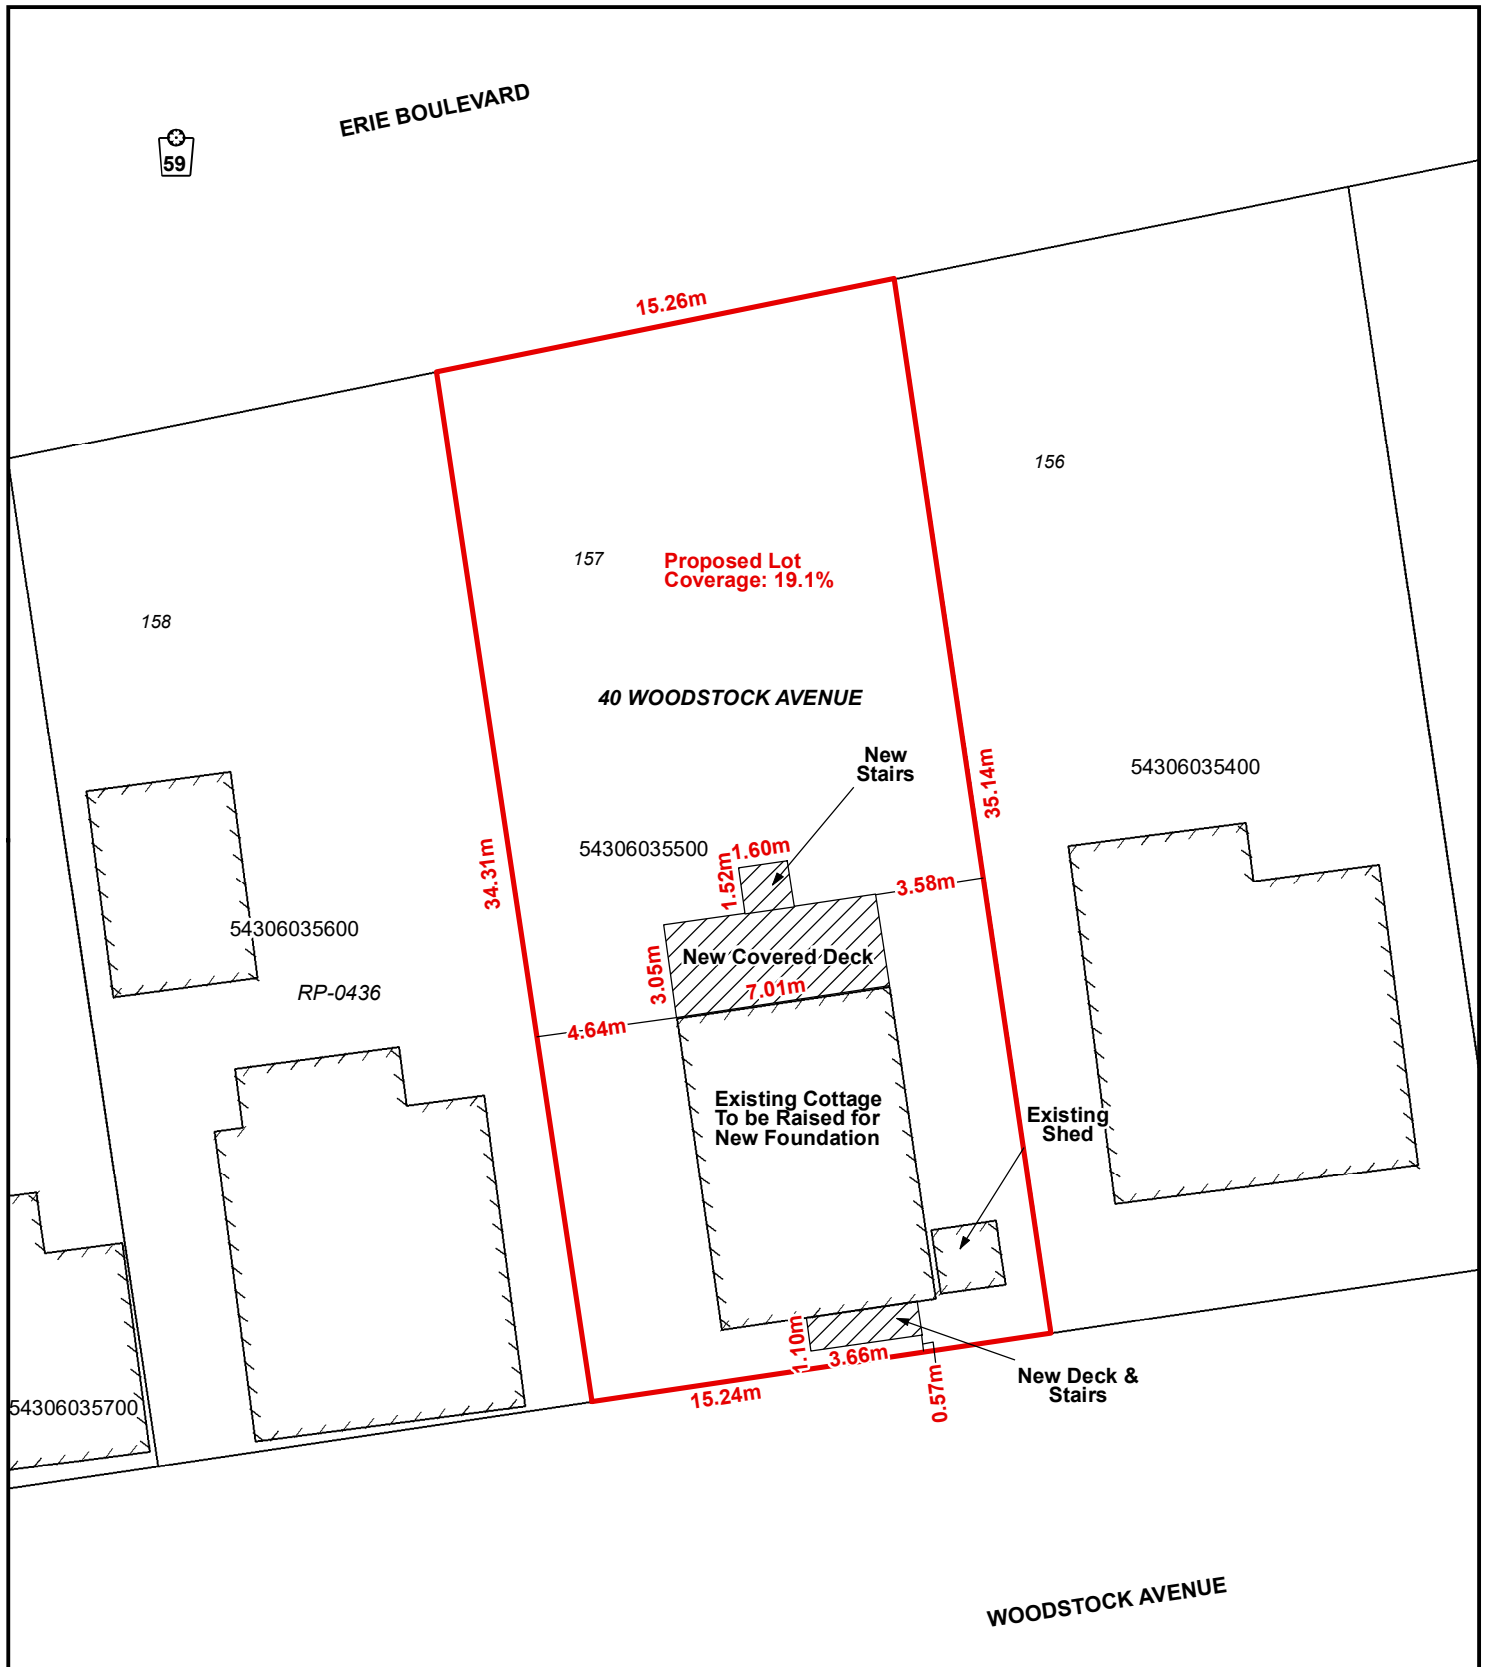 ERIE BOULEVARD
59
15.26m
156
157
Proposed Lot
Coverage: 19.1%
158
40 WOODSTOCK AVENUE
New
Stairs
35.14m
54306035400
54306035500
1.60m
1.52m
34.31m
3.58m
54306035600
New Covered Deck
3.05m
7.01m
RP-0436
4.64m
Existing Cottage
To be Raised for
New Foundation
Existing
Shed
1.10m
3.66m
0.57m
New Deck &
Stairs
15.24m
54306035700
WOODSTOCK AVENUE